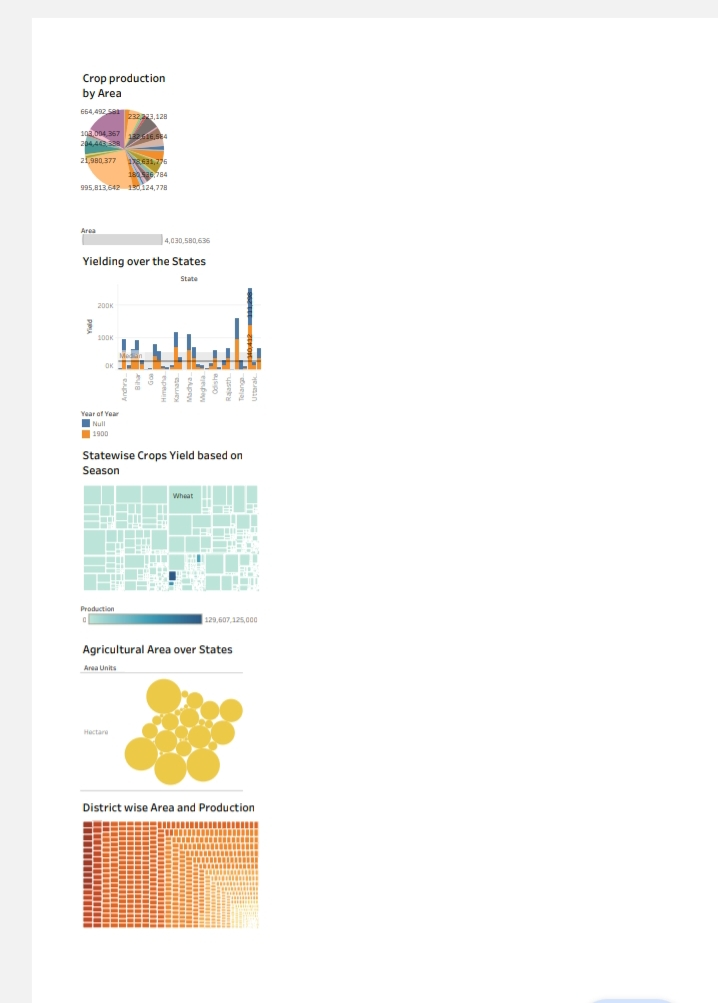 Crop production
by Area
664,492,581
232,223,128
103,004,367
132,616,564
204,443,338
21,980,377
178,631,776
180,536,784
995,813,642
130,124,778
Area
4,030,580,636
Yielding over the States
State
Yield
200K
100K
0K
Median
140,412
Andhra..
Bihar
Goa
Himacha..
Karnata..
Madhya..
Meghala..
Odisha
Rajasth..
Telanga..
Uttarak..
Year of Year
Null
1900
Statewise Crops Yield based on
Season
Wheat
Production
0
129,607,125,000
Agricultural Area over States
Area Units
Hectare
District wise Area and Production